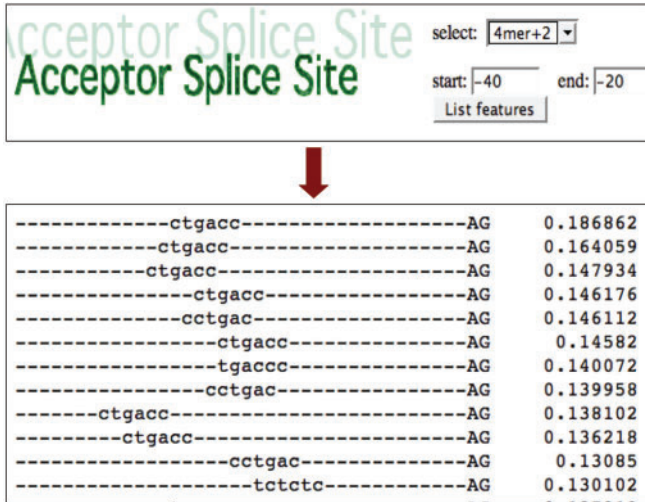 Acceptor Splice Site
Acceptor Splice Site
select: 4mer+2
start: -40 end: -20
List features
-------------ctgacc-------------------AG 0.186862
------------ctgacc--------------------AG 0.164059
-----------ctgacc---------------------AG 0.147934
---------------ctgacc-----------------AG 0.146176
--------------cctgac------------------AG 0.146112
-----------------ctgacc---------------AG 0.14582
-----------------tgaccc---------------AG 0.140072
----------------cctgac----------------AG 0.139958
-------ctgacc-------------------------AG 0.138102
---------ctgacc-----------------------AG 0.136218
------------------cctgac--------------AG 0.13085
--------------------tctctc------------AG 0.130102